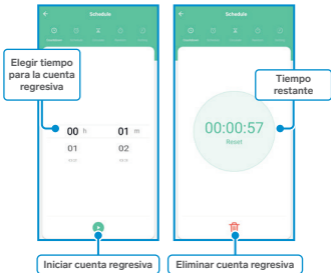 Schedule
Schedule
Elegir tiempo
para la cuenta
regresiva
00 h 01 m
01 02
Tiempo
restante
00:00:57
Reset
Iniciar cuenta regresiva
Eliminar cuenta regresiva